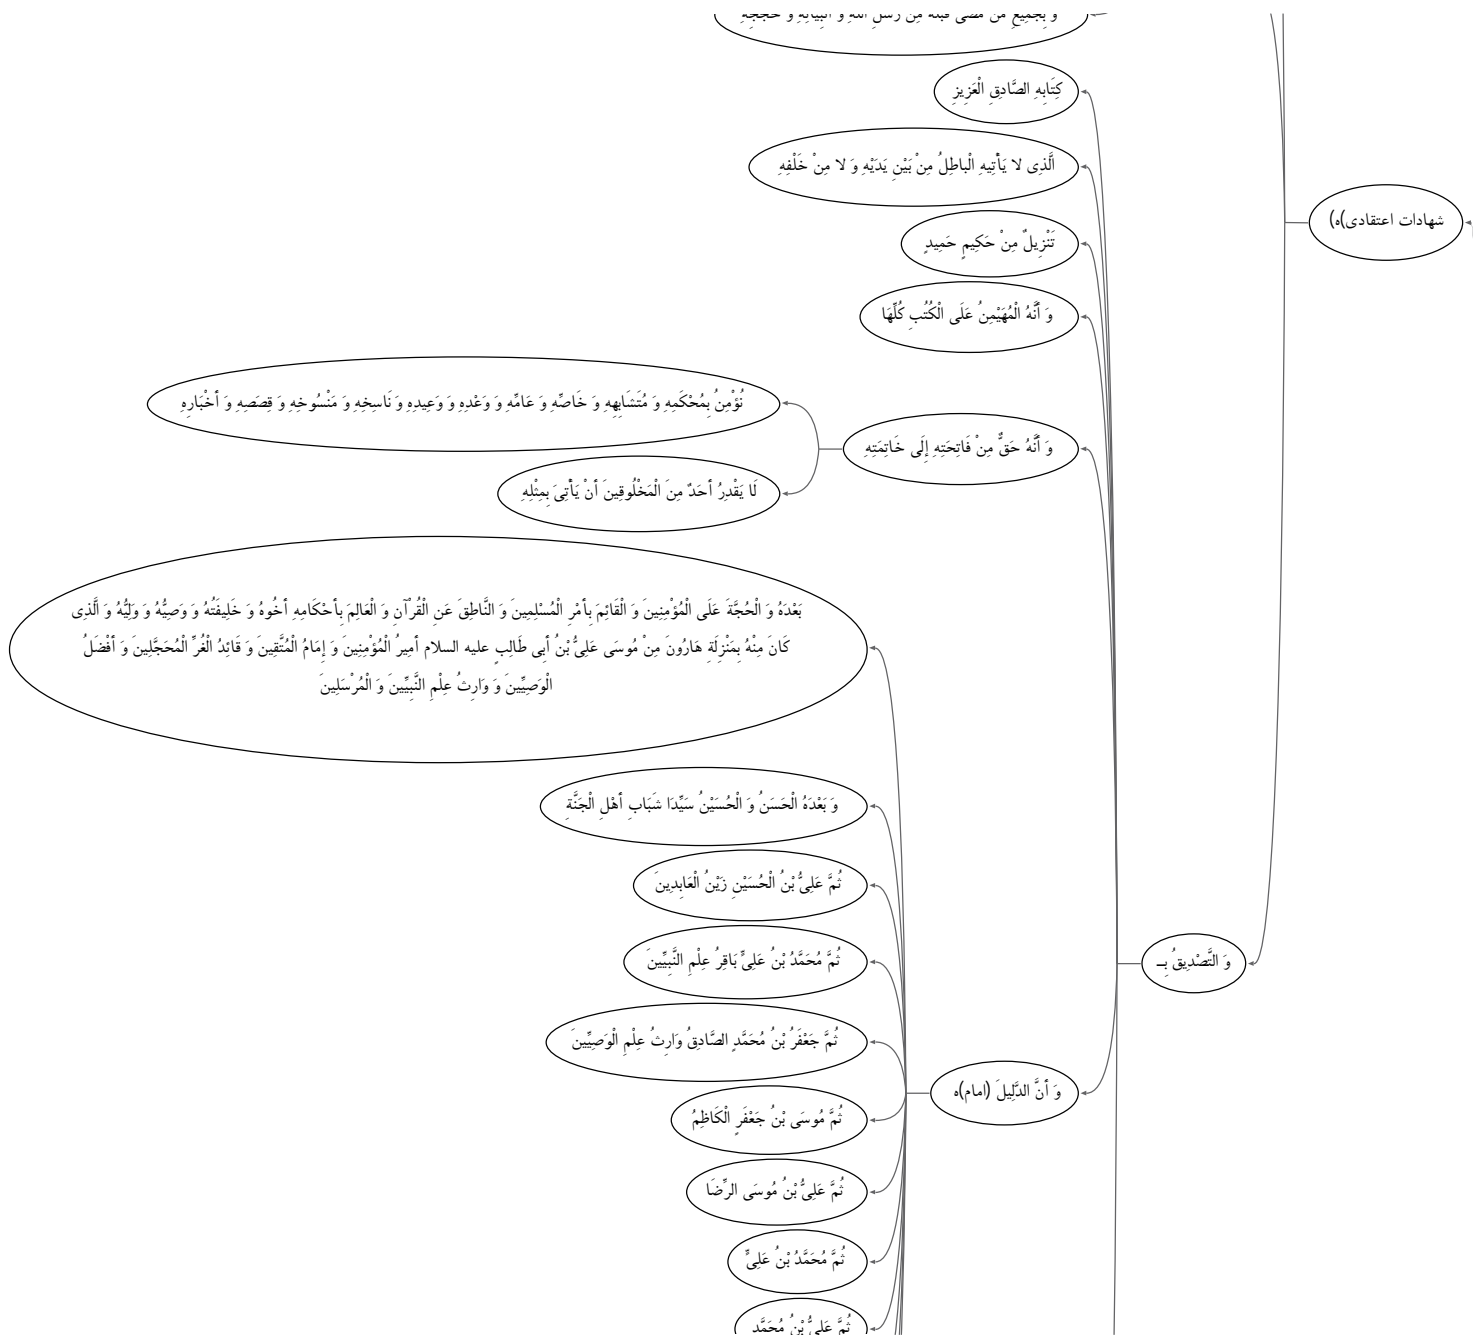 وَ بِجَمِيعِ مَنْ مَضَى قَبْلَهُ مِنْ رُسُلِ اللَّهِ وَ أَنْبِيَائِهِ وَ حُجَجِهِ
كِتَابِهِ الصَّادِقِ الْعَزِيزِ
الَّذِی لا يَأْتِيهِ الْباطِلُ مِنْ بَيْنِ يَدَيْهِ وَ لا مِنْ خَلْفِهِ
شهادات اعتقادی)ه)
تَنْزِيلٌ مِنْ حَكِيمٍ حَمِيدٍ
وَ أَنَّهُ الْمُهَيْمِنُ عَلَى الْكُتُبِ كُلِّهَا
وَ أَنَّهُ حَقٌّ مِنْ فَاتِحَتِهِ إِلَى خَاتِمَتِهِ
نُؤْمِنُ بِمُحْكَمِهِ وَ مُتَشَابِهِهِ وَ خَاصِّهِ وَ عَامِّهِ وَ وَعْدِهِ وَ وَعِيدِهِ وَ نَاسِخِهِ وَ مَنْسُوخِهِ وَ قِصَصِهِ وَ أَخْبَارِهِ
لَا يَقْدِرُ أَحَدٌ مِنَ الْمَخْلُوقِينَ أَنْ يَأْتِیَ بِمِثْلِهِ
وَ التَّصْدِيقُ بِـ
وَ أَنَّ الدَّلِيلَ (امام)ه
بَعْدَهُ وَ الْحُجَّةَ عَلَى الْمُؤْمِنِينَ وَ الْقَائِمَ بِأَمْرِ الْمُسْلِمِينَ وَ النَّاطِقَ عَنِ الْقُرْآنِ وَ الْعَالِمَ بِأَحْكَامِهِ أَخُوهُ وَ خَلِيفَتُهُ وَ وَصِيُّهُ وَ وَلِيُّهُ وَ الَّذِی
كَانَ مِنْهُ بِمَنْزِلَةِ هَارُونَ مِنْ مُوسَى عَلِیُّ بْنُ أَبِی طَالِبٍ علیه السلام أَمِيرُ الْمُؤْمِنِينَ وَ إِمَامُ الْمُتَّقِينَ وَ قَائِدُ الْغُرِّ الْمُحَجَّلِينَ وَ أَفْضَلُ
الْوَصِيِّينَ وَ وَارِثُ عِلْمِ النَّبِيِّينَ وَ الْمُرْسَلِينَ
وَ بَعْدَهُ الْحَسَنُ وَ الْحُسَيْنُ سَيِّدَا شَبَابِ أَهْلِ الْجَنَّةِ
ثُمَّ عَلِیُّ بْنُ الْحُسَيْنِ زَيْنُ الْعَابِدِينَ
ثُمَّ مُحَمَّدُ بْنُ عَلِیٍّ بَاقِرُ عِلْمِ النَّبِيِّينَ
ثُمَّ جَعْفَرُ بْنُ مُحَمَّدٍ الصَّادِقُ وَارِثُ عِلْمِ الْوَصِيِّينَ
ثُمَّ مُوسَى بْنُ جَعْفَرٍ الْكَاظِمُ
ثُمَّ عَلِیُّ بْنُ مُوسَى الرِّضَا
ثُمَّ مُحَمَّدُ بْنُ عَلِیٍّ
ثُمَّ عَلِیُّ بْنُ مُحَمَّد